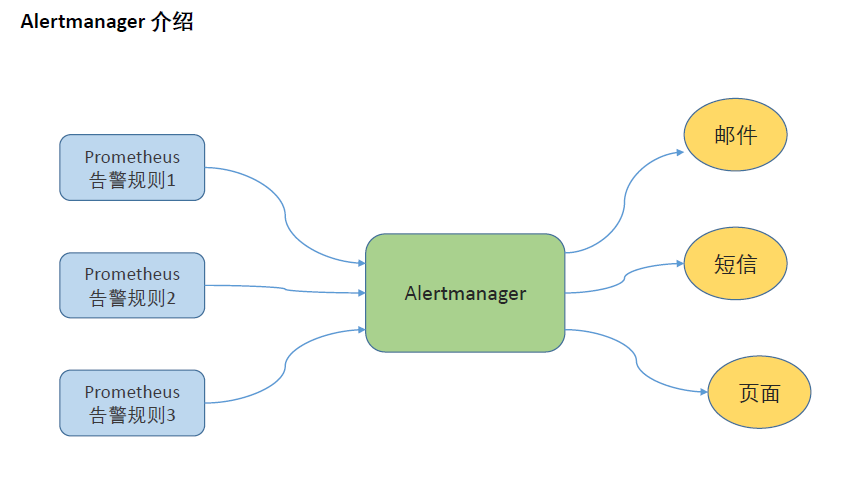 Alertmanager 介绍
Prometheus
告警规则1
Prometheus
告警规则2
Prometheus
告警规则3
Alertmanager
邮件
短信
页面